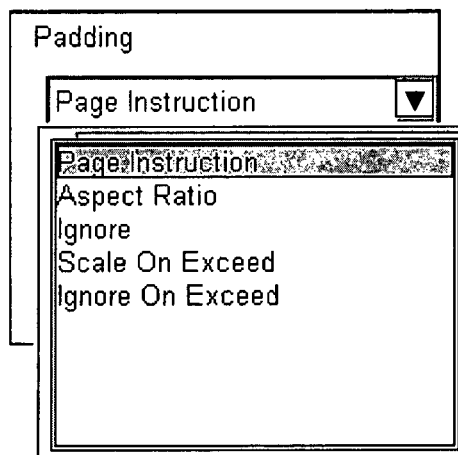 Padding
Page Instruction
Page Instruction
Aspect Ratio
Ignore
Scale On Exceed
Ignore On Exceed